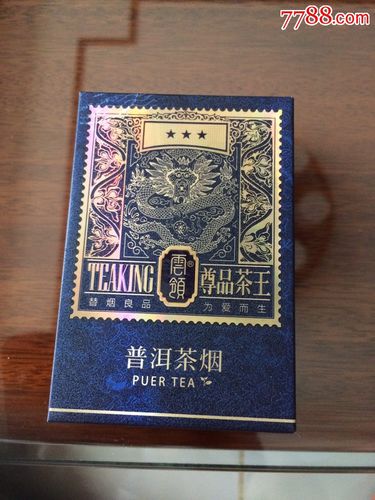 7788.com
★★★
TEAKING 雲領® 尊品茶王
替烟良品 为爱而生
普洱茶烟
PUER TEA